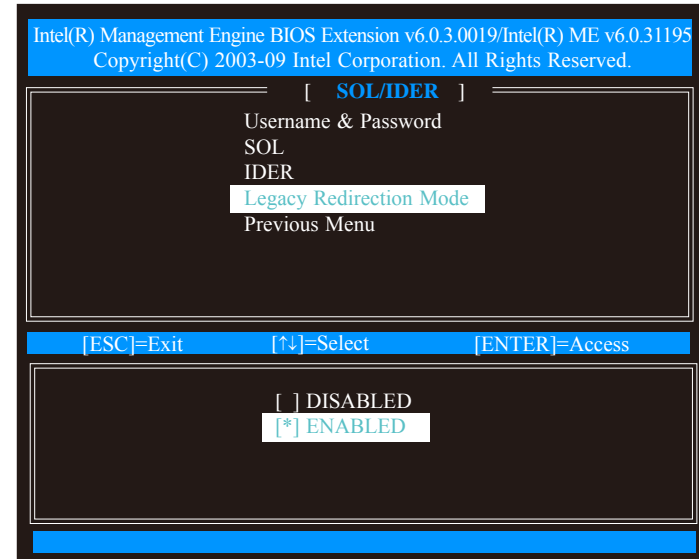 Intel(R) Management Engine BIOS Extension v6.0.3.0019/Intel(R) ME v6.0.31195
Copyright(C) 2003-09 Intel Corporation. All Rights Reserved.
[ SOL/IDER ]
Username & Password
SOL
IDER
Legacy Redirection Mode
Previous Menu
[ESC]=Exit [↑↓]=Select [ENTER]=Access
[ ] DISABLED
[*] ENABLED